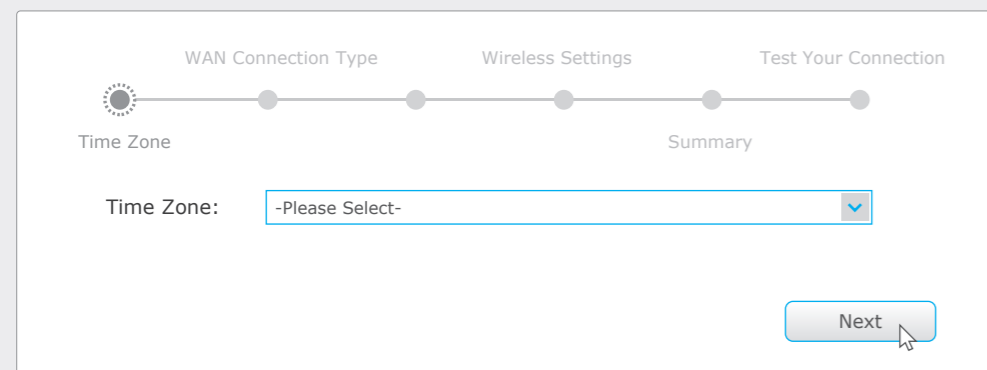 WAN Connection Type
Wireless Settings
Test Your Connection
Time Zone
Summary
Time Zone:
-Please Select-
Next